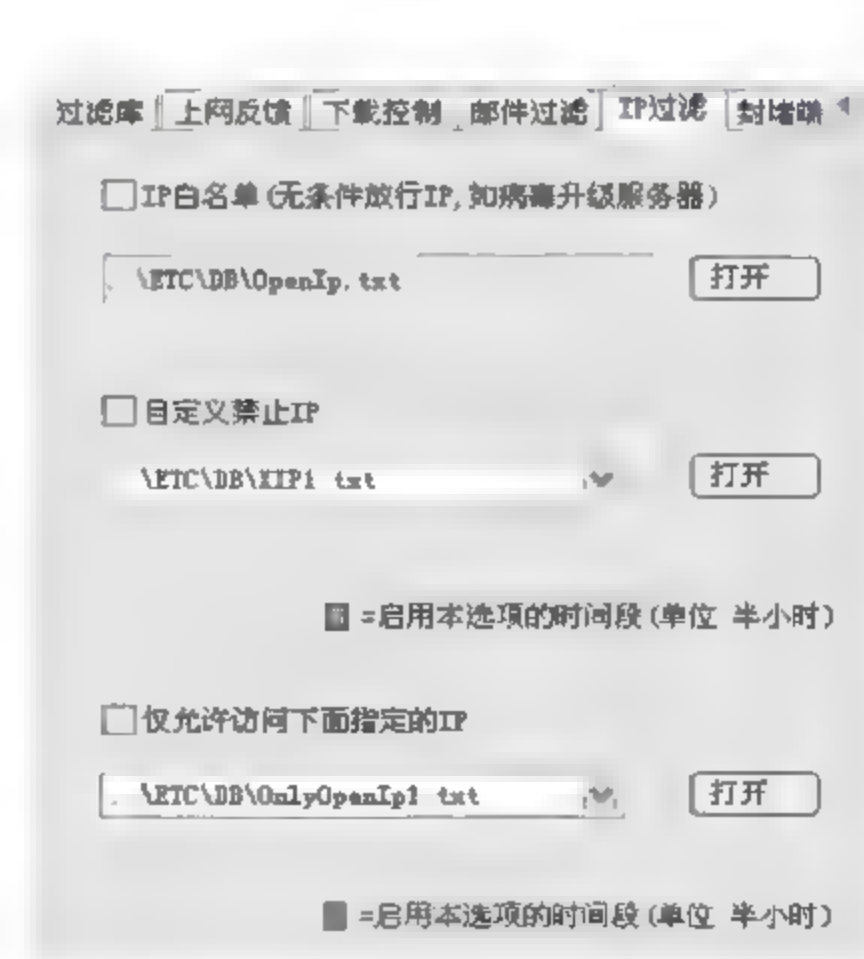 过滤库 上网反馈 下载控制 邮件过滤 IP过滤 封堵端
IP白名单(无条件放行IP,如病毒升级服务器)
.\ETC\DB\OpenIp.txt 打开
自定义禁止IP
\ETC\DB\XIP1 txt 打开
=启用本选项的时间段(单位 半小时)
仅允许访问下面指定的IP
.\ETC\DB\OnlyOpenIp1 txt 打开
=启用本选项的时间段(单位 半小时)